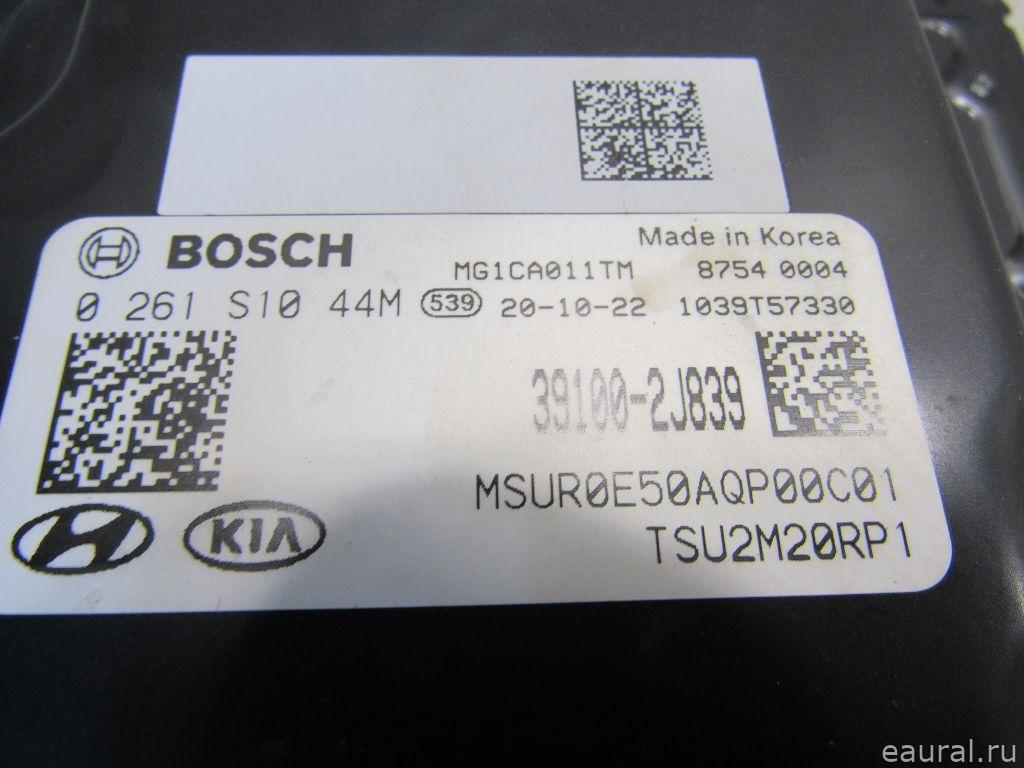 BOSCH
Made in Korea
MG1CA011TM 8754 0004
0 261 S10 44M 539 20-10-22 1039T57330
39100-2J839
MSUR0E50AQP00C01
KIA
TSU2M20RP1
eaural.ru